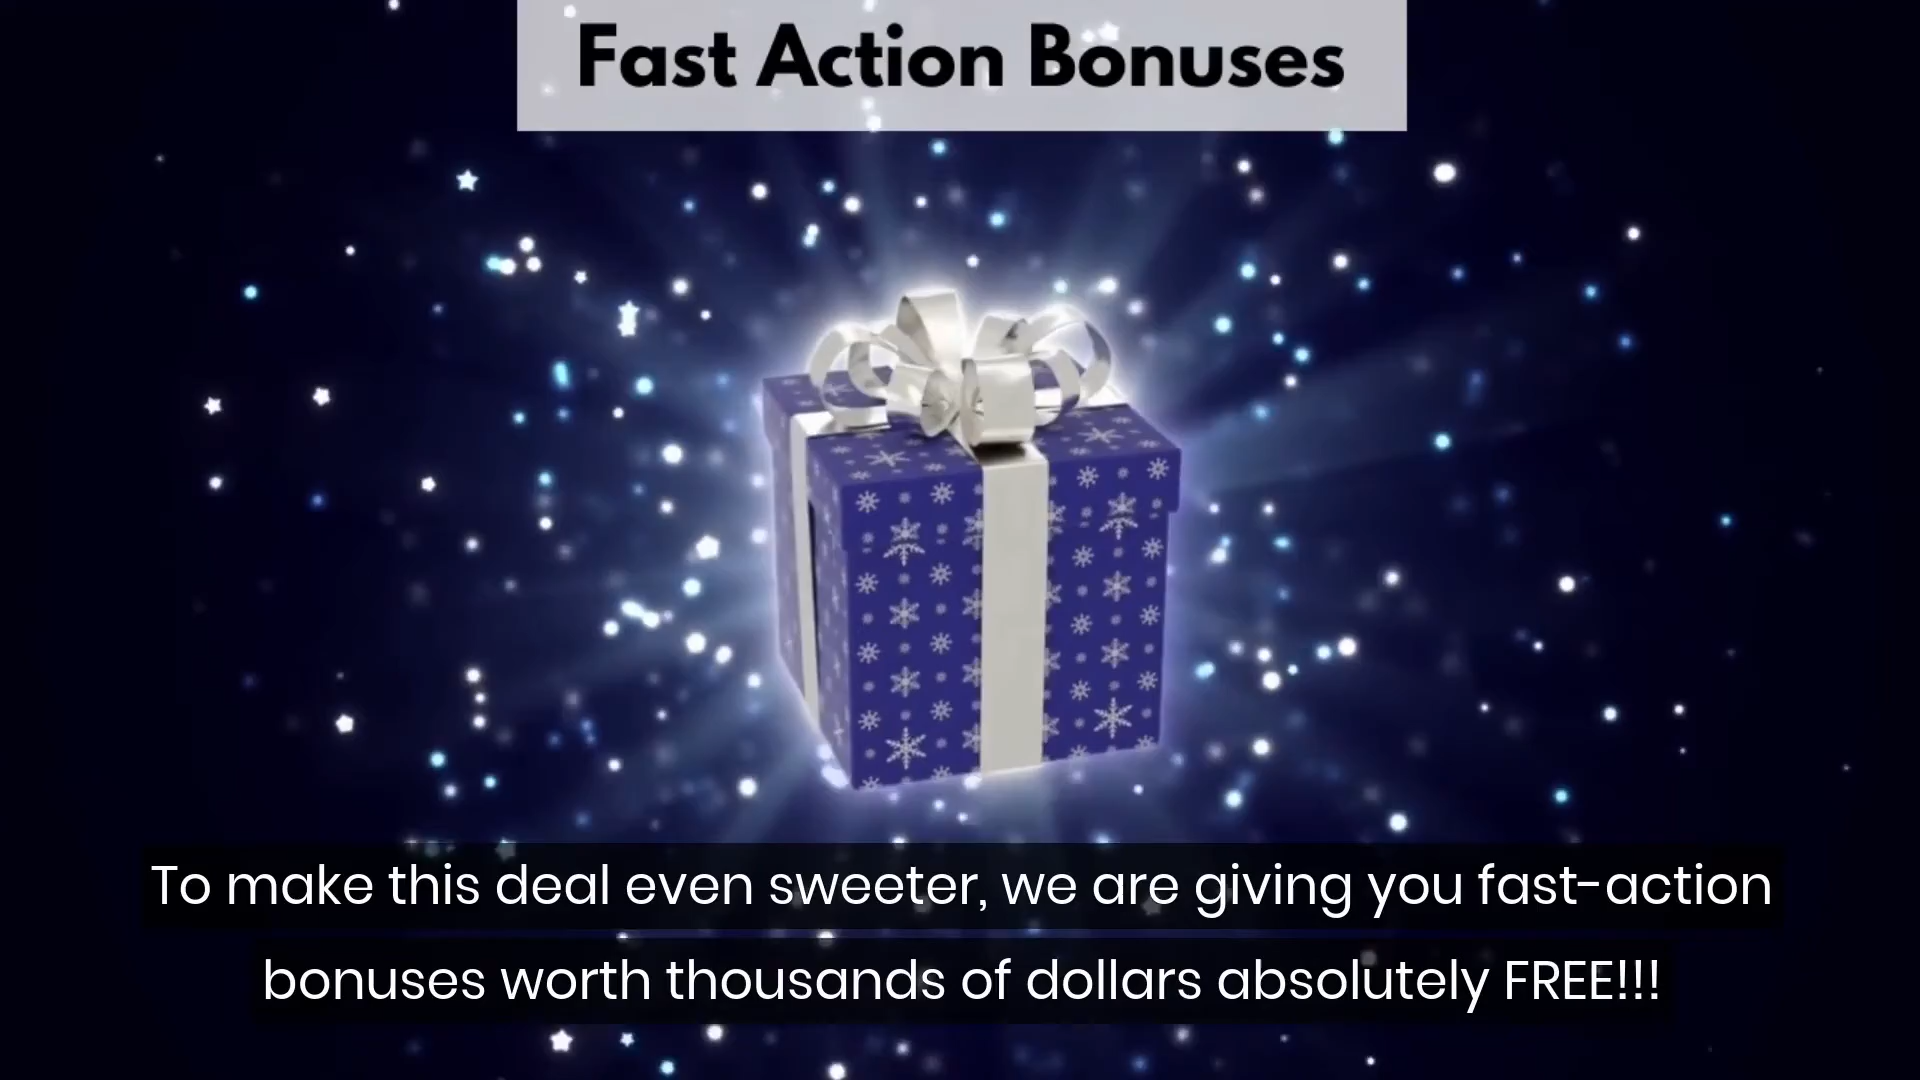 Fast Action Bonuses
To make this deal even sweeter, we are giving you fast-action
bonuses worth thousands of dollars absolutely FREE!!!